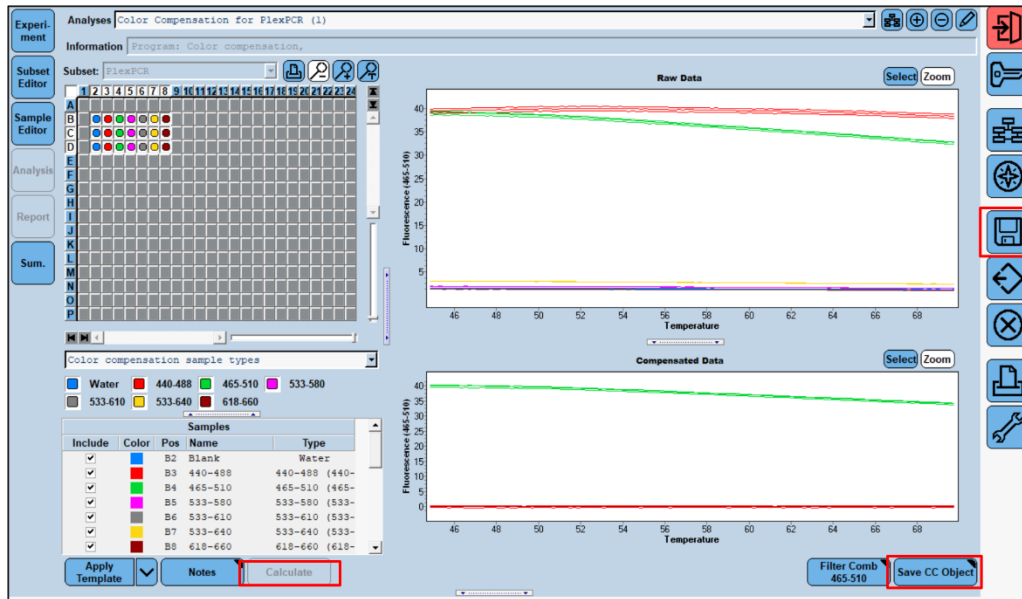 Experi-
ment
Analyses Color Compensation for PlexPCR (1)
Information Program: Color compensation,
Subset
Editor
Subset: PlexPCR
Sample
Editor
Analysis
Report
Sum.
1 2 3 4 5 6 7 8 9 10 11 12 13 14 15 16 17 18 19 20 21 22 23 24
A
B
C
D
E
F
G
H
I
J
K
L
M
N
O
P
Raw Data
Select Zoom
Fluorescence (465-510)
40
35
30
25
20
15
10
5
46 48 50 52 54 56 58 60 62 64 66 68
Temperature
Color compensation sample types
Water 440-488 465-510 533-580
533-610 533-640 618-660
Samples
Include Color Pos Name Type
B2 Blank Water
B3 440-488 440-488 (440-
B4 465-510 465-510 (465-
B5 533-580 533-580 (533-
B6 533-610 533-610 (533-
B7 533-640 533-640 (533-
B8 618-660 618-660 (618-
Compensated Data
Select Zoom
Fluorescence (465-510)
40
35
30
25
20
15
10
5
0
46 48 50 52 54 56 58 60 62 64 66 68
Temperature
Apply
Template
Notes
Calculate
Filter Comb
465-510
Save CC Object